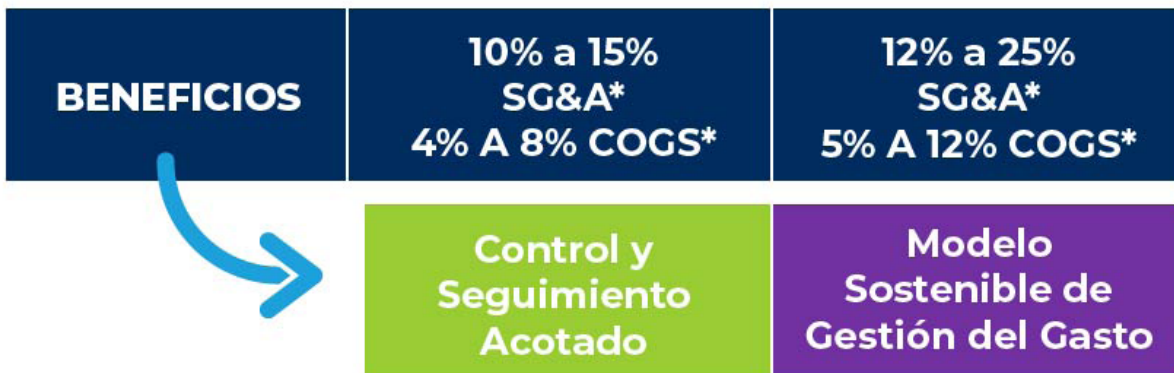 BENEFICIOS
10% a 15%
SG&A*
4% A 8% COGS*
12% a 25%
SG&A*
5% A 12% COGS*
Control y
Seguimiento
Acotado
Modelo
Sostenible de
Gestión del Gasto